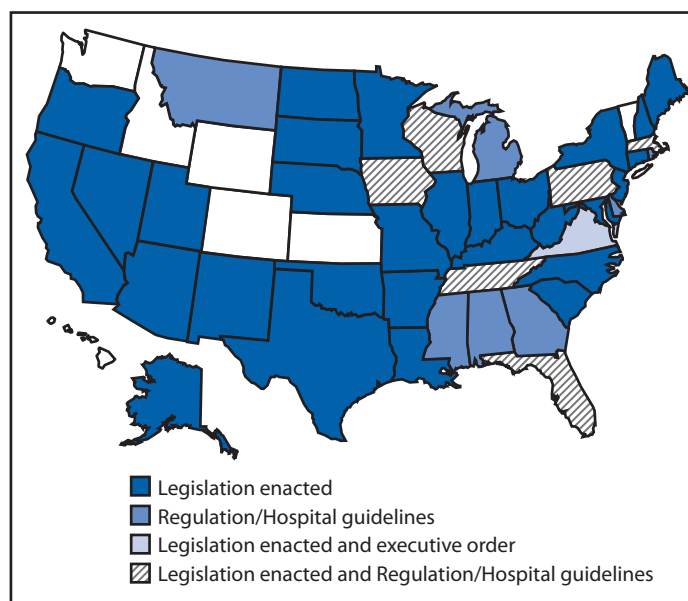 Legislation enacted
Regulation/Hospital guidelines
Legislation enacted and executive order
Legislation enacted and Regulation/Hospital guidelines